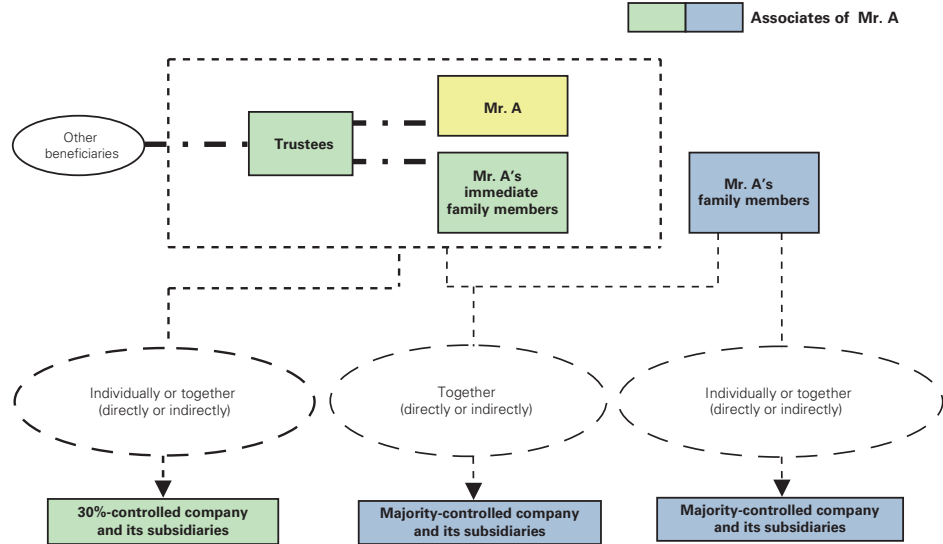 Associates of Mr. A
Other
beneficiaries
Trustees
Mr. A
Mr. A's
immediate
family members
Mr. A's
family members
Individually or together
(directly or indirectly)
Together
(directly or indirectly)
Individually or together
(directly or indirectly)
30%-controlled company
and its subsidiaries
Majority-controlled company
and its subsidiaries
Majority-controlled company
and its subsidiaries